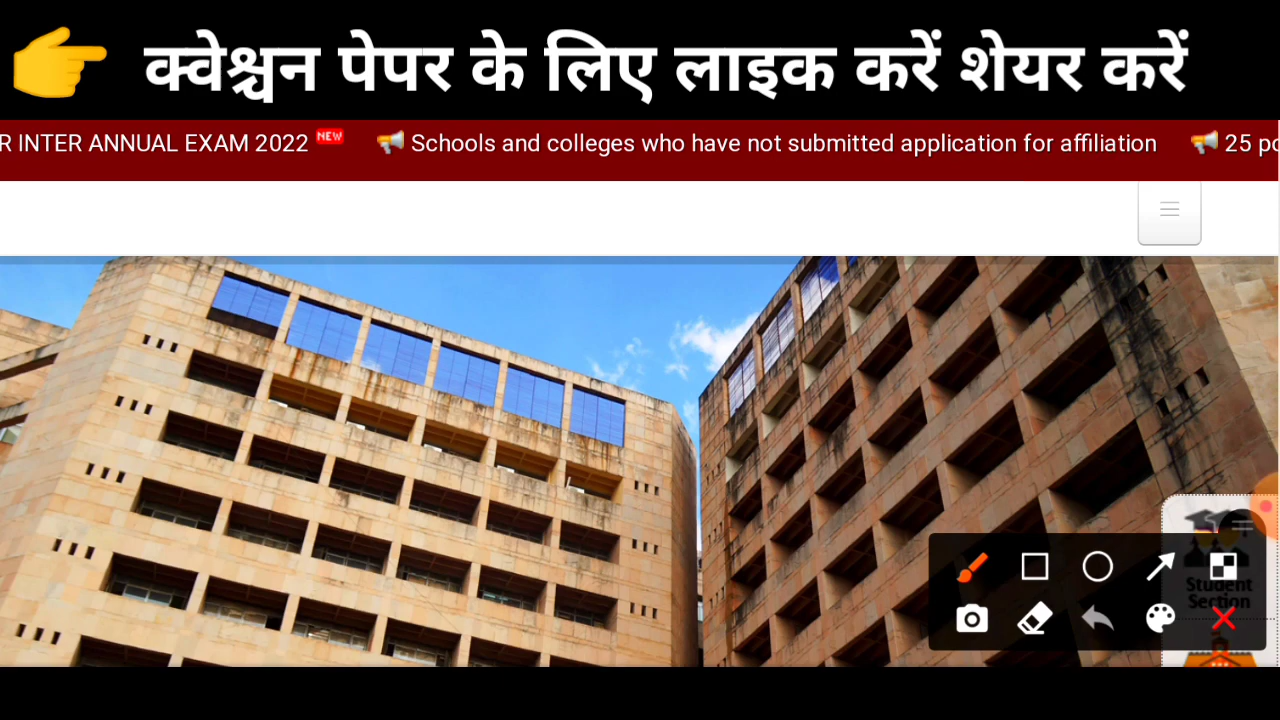 क्वेश्चन पेपर के लिए लाइक करें शेयर करें
R INTER ANNUAL EXAM 2022 NEW Schools and colleges who have not submitted application for affiliation 25 po
Student
Section